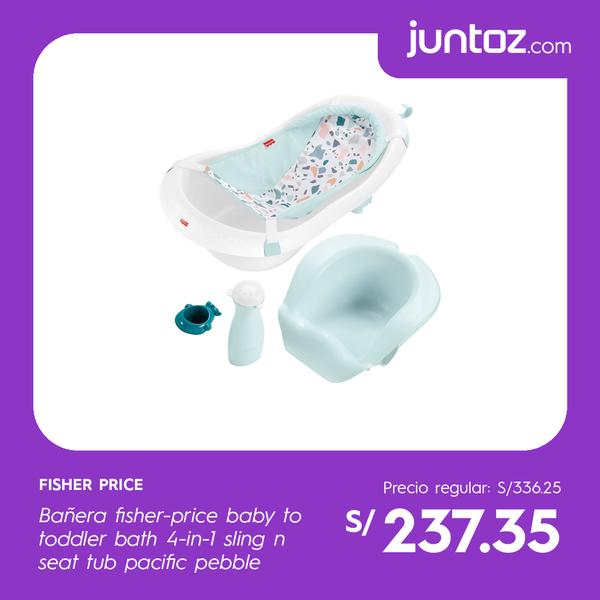 juntoz.com
FISHER PRICE
Bañera fisher-price baby to
toddler bath 4-in-1 sling n
seat tub pacific pebble
Precio regular: S/336.25
S/ 237.35